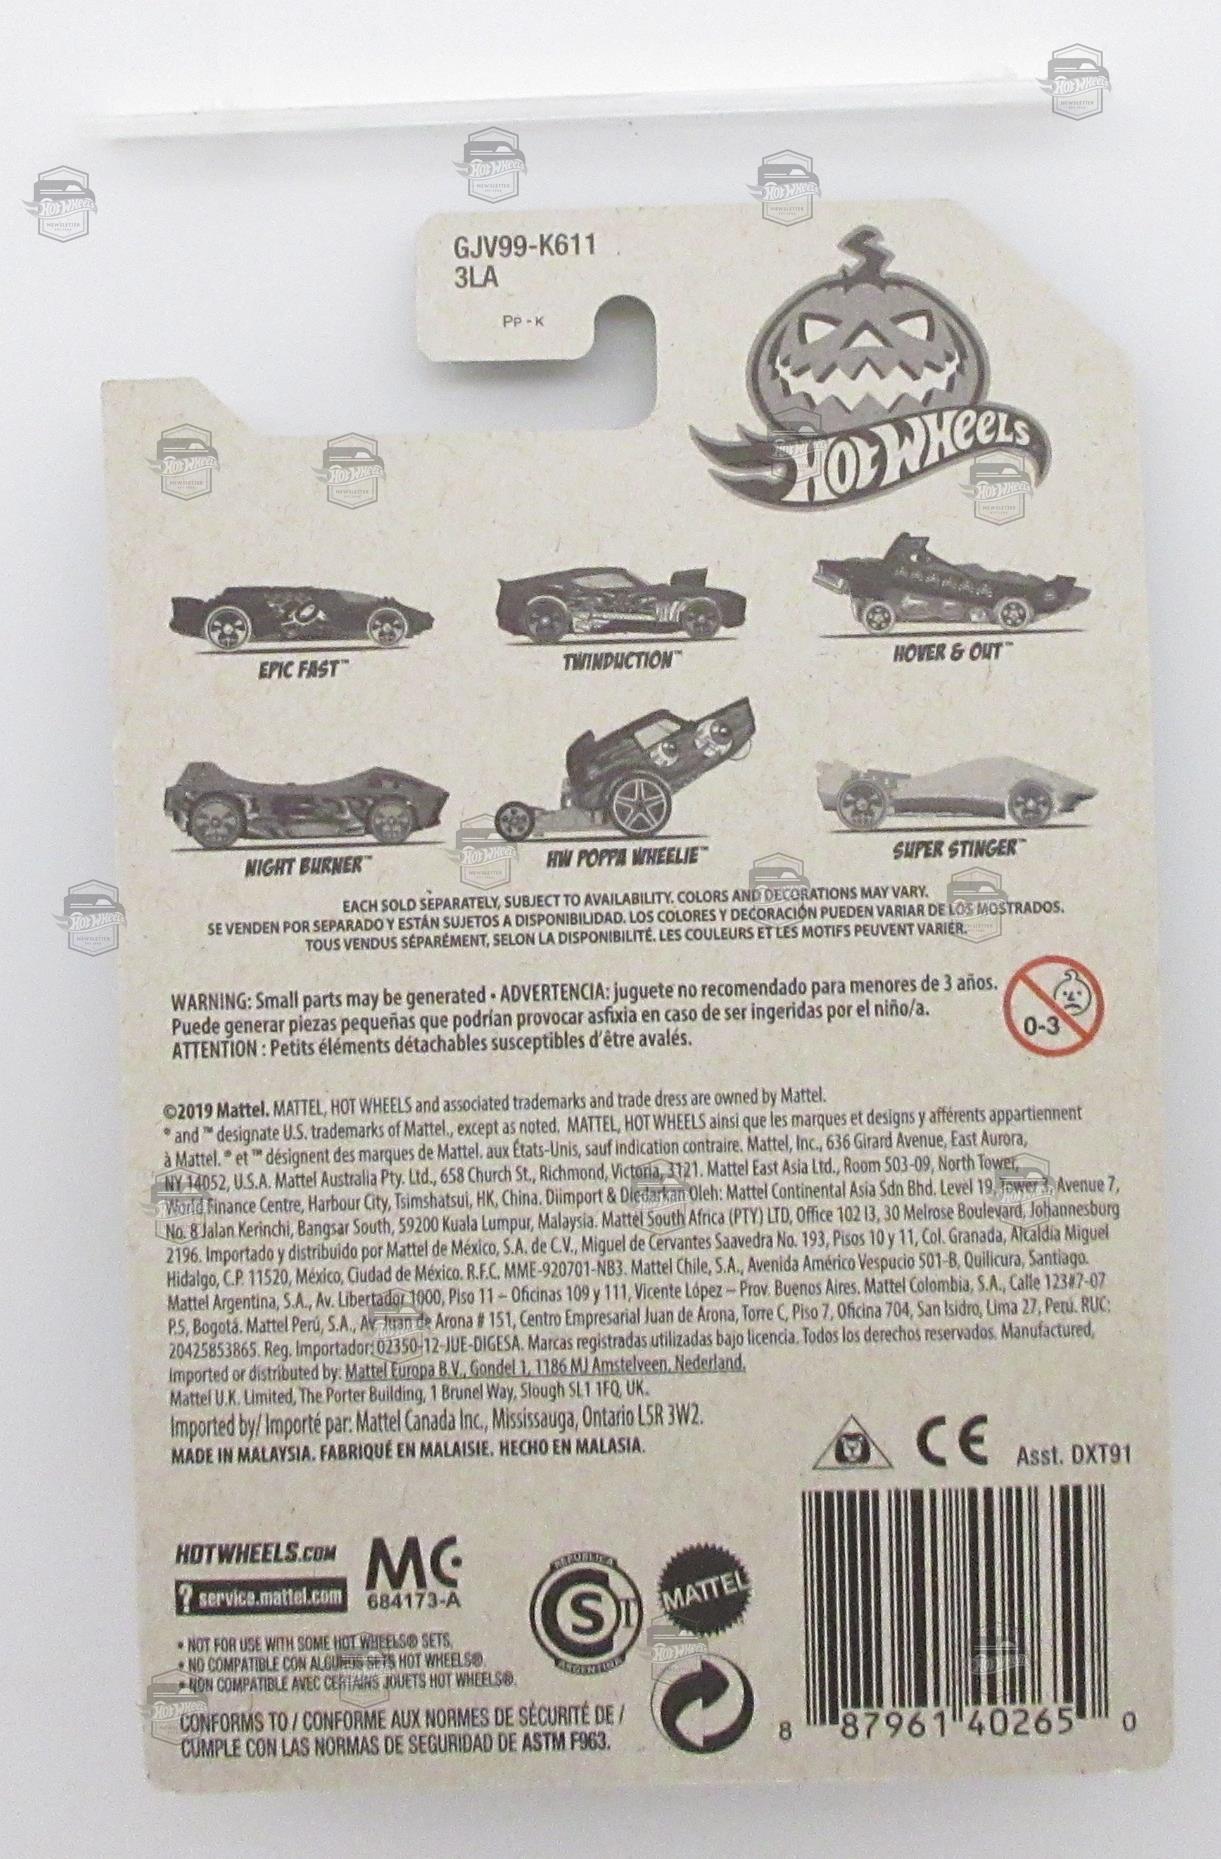 GJV99-K611
3LA
PP-K
HOT WHEELS
EPIC FAST™
TWINDUCTION™
HOVER & OUT™
NIGHT BURNER™
HW POPPA WHEELIE™
SUPER STINGER™
EACH SOLD SEPARATELY, SUBJECT TO AVAILABILITY. COLORS AND DECORATIONS MAY VARY.
SE VENDEN POR SEPARADO Y ESTÁN SUJETOS A DISPONIBILIDAD. LOS COLORES Y DECORACIÓN PUEDEN VARIAR DE LOS MOSTRADOS.
TOUS VENDUS SÉPARÉMENT, SELON LA DISPONIBILITÉ. LES COULEURS ET LES MOTIFS PEUVENT VARIER.
WARNING: Small parts may be generated • ADVERTENCIA: juguete no recomendado para menores de 3 años.
Puede generar piezas pequeñas que podrían provocar asfixia en caso de ser ingeridas por el niño/a.
ATTENTION : Petits éléments détachables susceptibles d'être avalés.
0-3
©2019 Mattel. MATTEL, HOT WHEELS and associated trademarks and trade dress are owned by Mattel.
® and ™ designate U.S. trademarks of Mattel., except as noted. MATTEL, HOT WHEELS ainsi que les marques et designs y afférents appartiennent
à Mattel. ® et ™ désignent des marques de Mattel. aux États-Unis, sauf indication contraire. Mattel, Inc., 636 Girard Avenue, East Aurora,
NY 14052, U.S.A. Mattel Australia Pty. Ltd., 658 Church St., Richmond, Victoria, 3121. Mattel East Asia Ltd., Room 503-09, North Tower,
World Finance Centre, Harbour City, Tsimshatsui, HK, China. Diimport & Diedarkan Oleh: Mattel Continental Asia Sdn Bhd. Level 19, Tower 3, Avenue 7,
No. 8 Jalan Kerinchi, Bangsar South, 59200 Kuala Lumpur, Malaysia. Mattel South Africa (PTY) LTD, Office 102 I3, 30 Melrose Boulevard, Johannesburg
2196. Importado y distribuido por Mattel de México, S.A. de C.V., Miguel de Cervantes Saavedra No. 193, Pisos 10 y 11, Col. Granada, Alcaldía Miguel
Hidalgo, C.P. 11520, México, Ciudad de México. R.F.C. MME-920701-NB3. Mattel Chile, S.A., Avenida Américo Vespucio 501-B, Quilicura, Santiago.
Mattel Argentina, S.A., Av. Libertador 1000, Piso 11 – Oficinas 109 y 111, Vicente López – Prov. Buenos Aires. Mattel Colombia, S.A., Calle 123#7-07
P.5, Bogotá. Mattel Perú, S.A., Av. Juan de Arona # 151, Centro Empresarial Juan de Arona, Torre C, Piso 7, Oficina 704, San Isidro, Lima 27, Perú. RUC:
20425853865. Reg. Importador: 02350-12-JUE-DIGESA. Marcas registradas utilizadas bajo licencia. Todos los derechos reservados. Manufactured,
imported or distributed by: Mattel Europa B.V., Gondel 1, 1186 MJ Amstelveen, Nederland.
Mattel U.K. Limited, The Porter Building, 1 Brunel Way, Slough SL1 1FQ, UK.
Imported by/ Importé par: Mattel Canada Inc., Mississauga, Ontario L5R 3W2.
MADE IN MALAYSIA. FABRIQUÉ EN MALAISIE. HECHO EN MALASIA.
CE
Asst. DXT91
HOTWHEELS.COM
? service.mattel.com
MC
684173-A
REPUBLICA
S
ARGENTINA
MATTEL
• NOT FOR USE WITH SOME HOT WHEELS® SETS.
• NO COMPATIBLE CON ALGUNOS SETS HOT WHEELS®.
• NON COMPATIBLE AVEC CERTAINS JOUETS HOT WHEELS®.
CONFORMS TO / CONFORME AUX NORMES DE SÉCURITÉ DE /
CUMPLE CON LAS NORMAS DE SEGURIDAD DE ASTM F963.
8 87961 40265 0